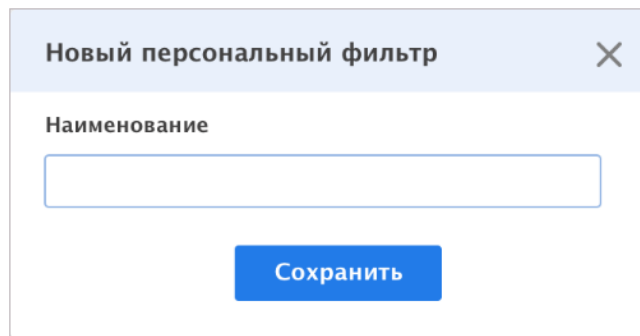 Новый персональный фильтр
Наименование
Сохранить